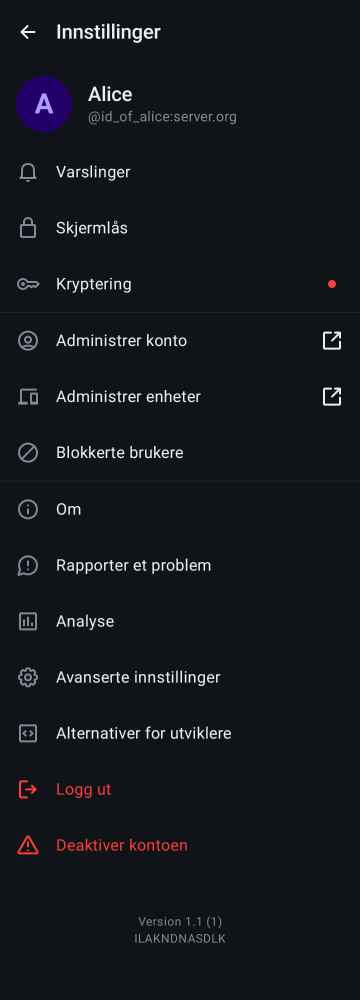 Innstillinger
A
Alice
@id_of_alice:server.org
Varslinger
Skjermlås
Kryptering
Administrer konto
Administrer enheter
Blokkerte brukere
Om
Rapporter et problem
Analyse
Avanserte innstillinger
Alternativer for utviklere
Logg ut
Deaktiver kontoen
Version 1.1 (1)
ILAKNDNASDLK